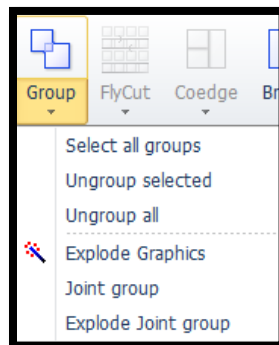 Group FlyCut Coedge Br
Select all groups
Ungroup selected
Ungroup all
Explode Graphics
Joint group
Explode Joint group